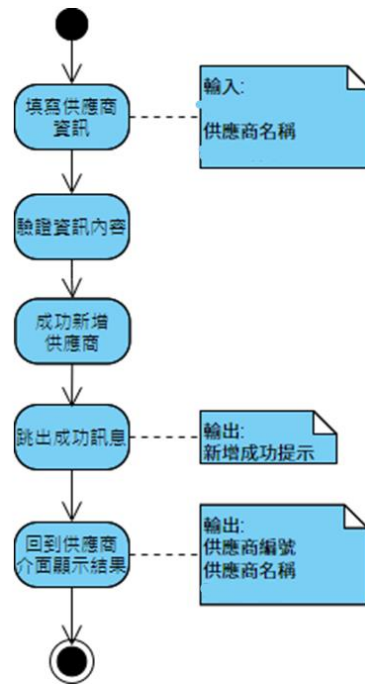 填寫供應商
資訊
輸入:
供應商名稱
驗證資訊內容
成功新增
供應商
跳出成功訊息
輸出:
新增成功提示
回到供應商
介面顯示結果
輸出:
供應商編號
供應商名稱